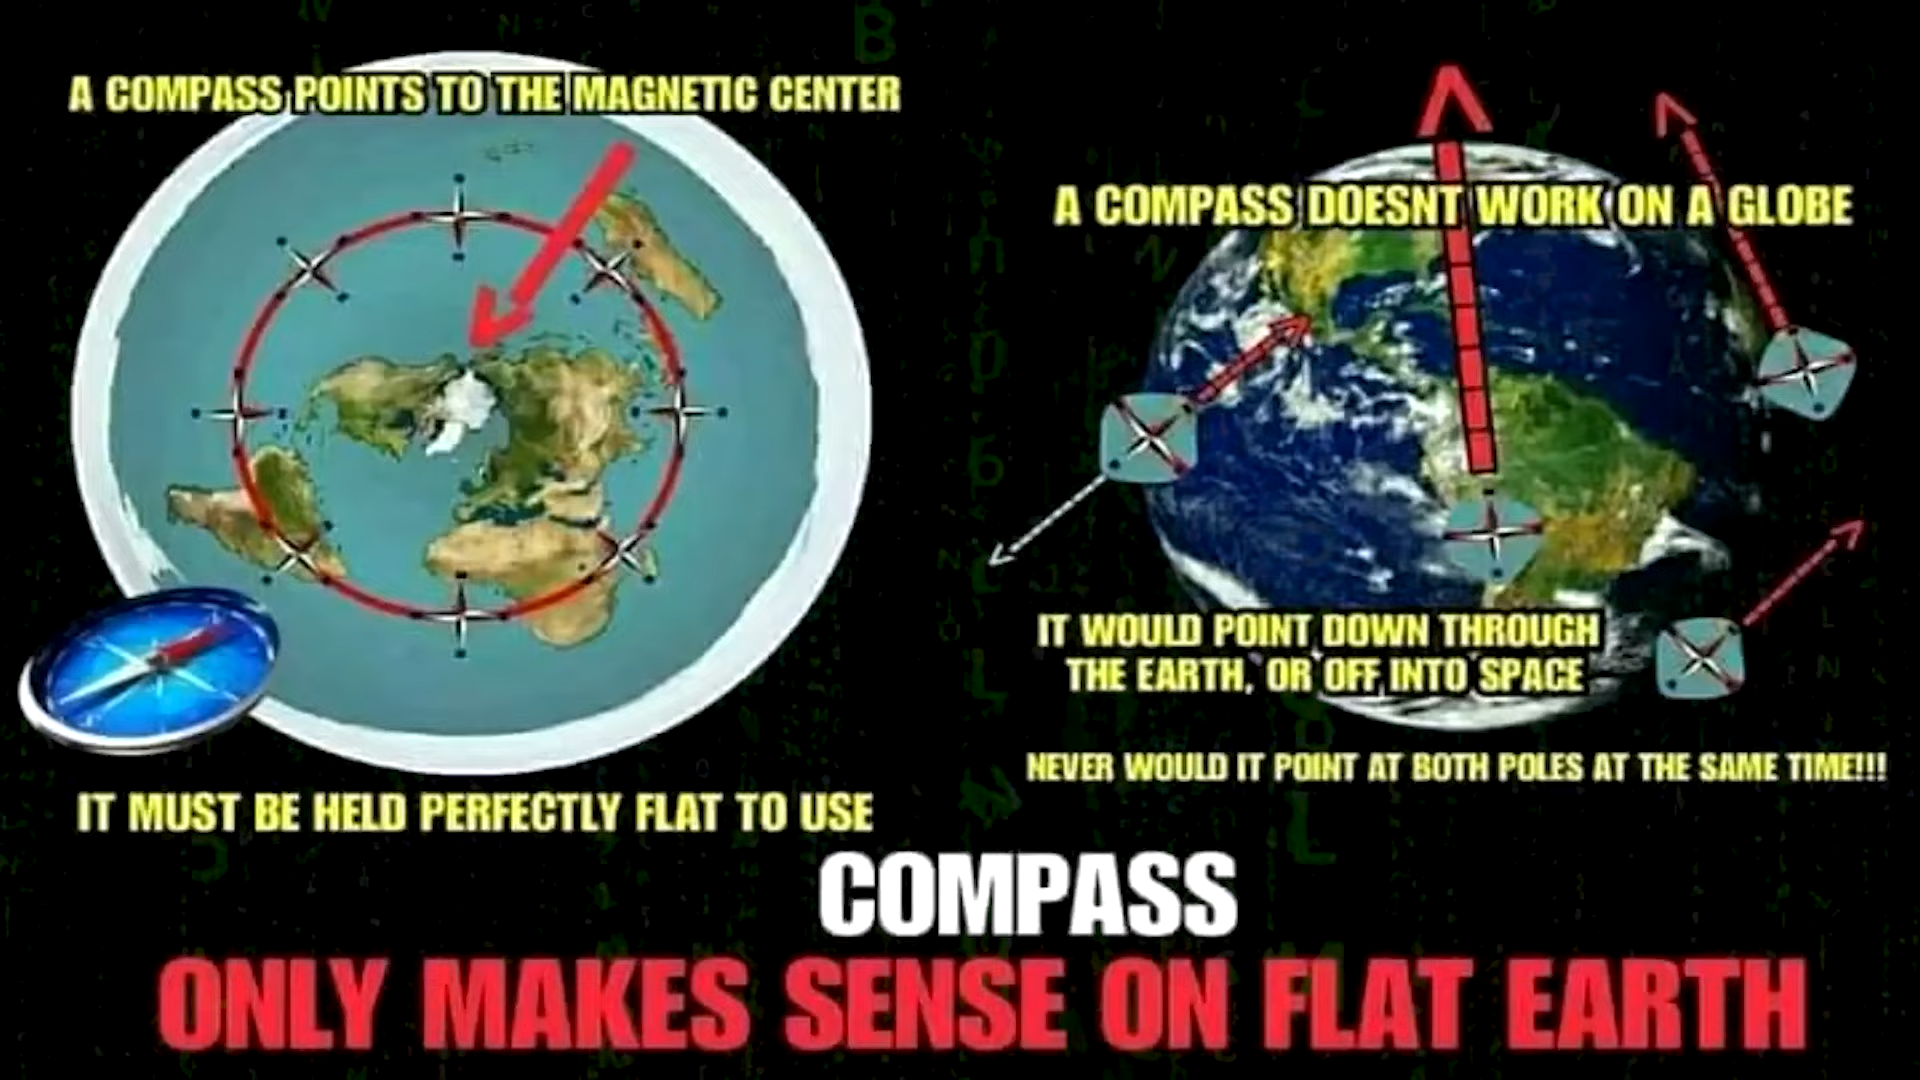 A COMPASS POINTS TO THE MAGNETIC CENTER
A COMPASS DOESNT WORK ON A GLOBE
IT WOULD POINT DOWN THROUGH
THE EARTH, OR OFF INTO SPACE
NEVER WOULD IT POINT AT BOTH POLES AT THE SAME TIME!!!
IT MUST BE HELD PERFECTLY FLAT TO USE
COMPASS
ONLY MAKES SENSE ON FLAT EARTH